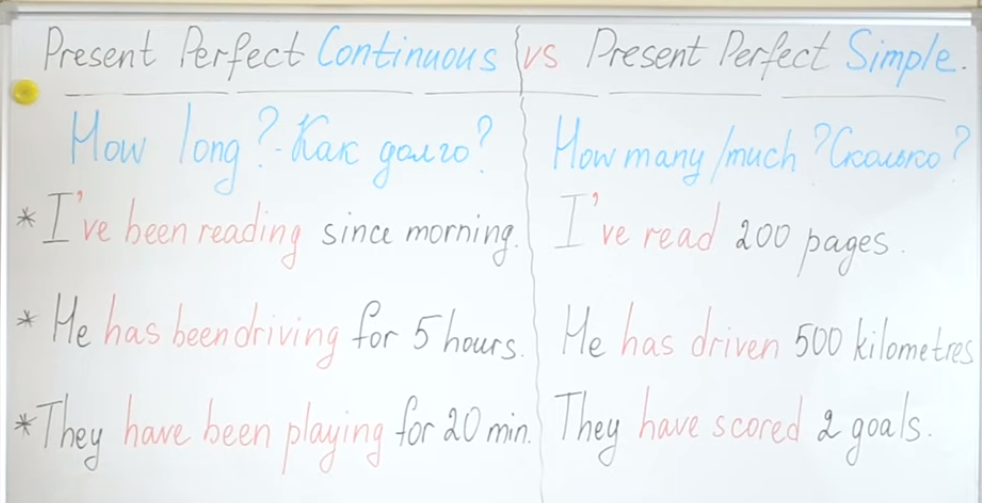 Present Perfect Continuous vs Present Perfect Simple.
How long? - Как долго? How many/much? Сколько?
* I've been reading since morning. I've read 200 pages.
* He has been driving for 5 hours. He has driven 500 kilometres
* They have been playing for 20 min. They have scored 2 goals.